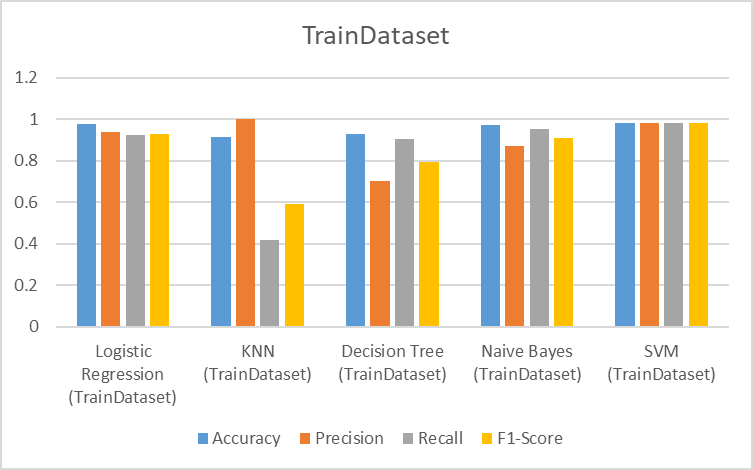 TrainDataset
1.2
1
0.8
0.6
0.4
0.2
0
Logistic
Regression
(TrainDataset)
KNN
(TrainDataset)
Decision Tree
(TrainDataset)
Naive Bayes
(TrainDataset)
SVM
(TrainDataset)
Accuracy Precision Recall F1-Score